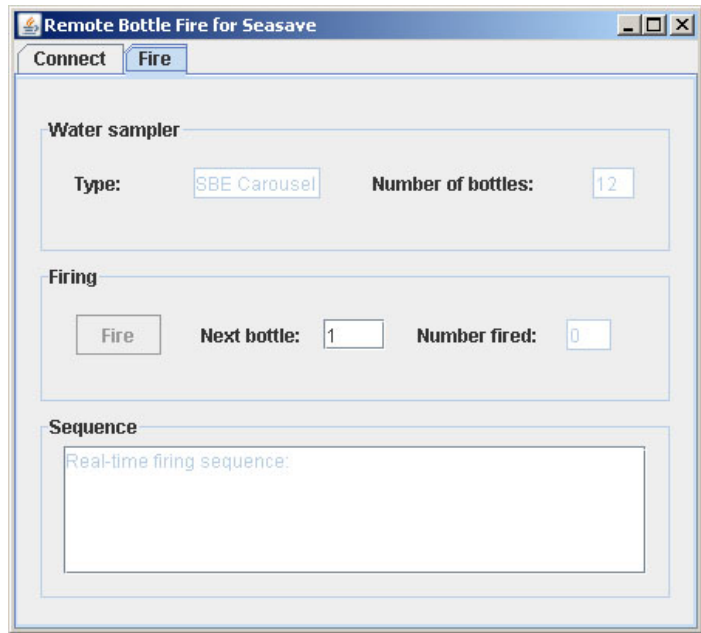 Remote Bottle Fire for Seasave
Connect Fire
Water sampler
Type: SBE Carousel Number of bottles: 12
Firing
Fire Next bottle: 1 Number fired: 0
Sequence
Real-time firing sequence: